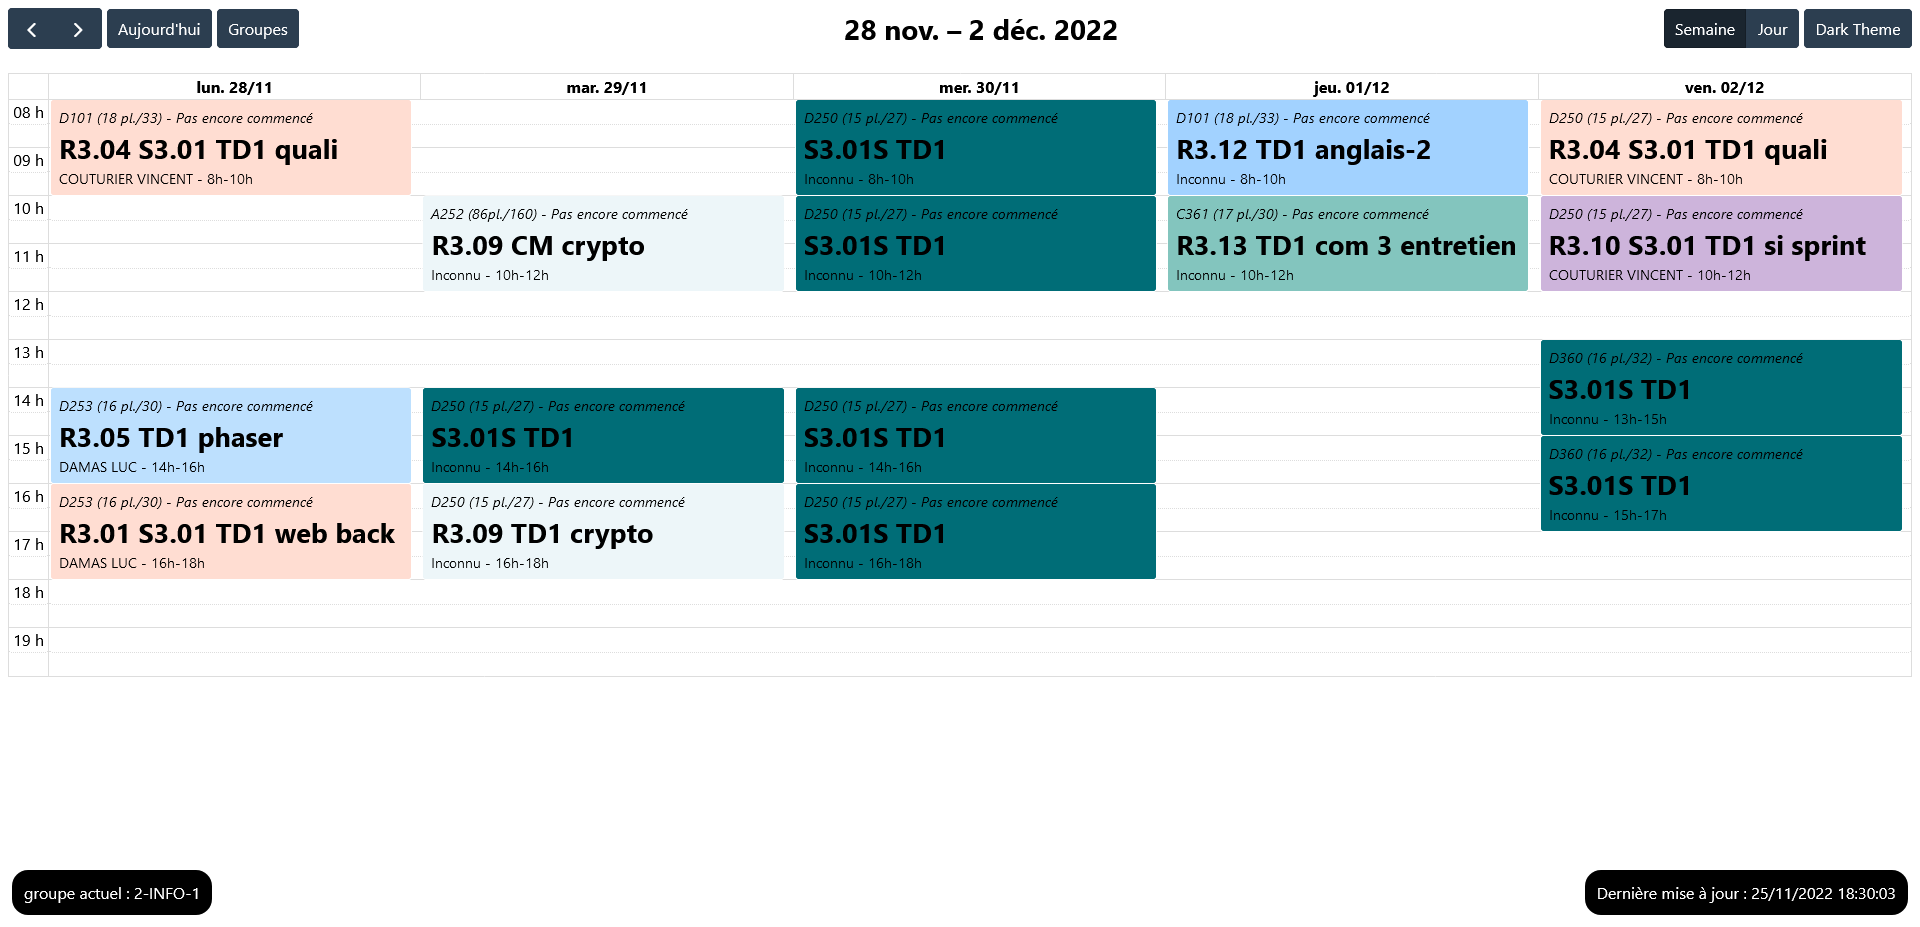 Aujourd'hui Groupes 28 nov. – 2 déc. 2022 Semaine Jour Dark Theme
lun. 28/11 mar. 29/11 mer. 30/11 jeu. 01/12 ven. 02/12
08 h
09 h
10 h
11 h
12 h
13 h
14 h
15 h
16 h
17 h
18 h
19 h
D101 (18 pl./33) - Pas encore commencé
R3.04 S3.01 TD1 quali
COUTURIER VINCENT - 8h-10h
D253 (16 pl./30) - Pas encore commencé
R3.05 TD1 phaser
DAMAS LUC - 14h-16h
D253 (16 pl./30) - Pas encore commencé
R3.01 S3.01 TD1 web back
DAMAS LUC - 16h-18h
A252 (86pl./160) - Pas encore commencé
R3.09 CM crypto
Inconnu - 10h-12h
D250 (15 pl./27) - Pas encore commencé
S3.01S TD1
Inconnu - 14h-16h
D250 (15 pl./27) - Pas encore commencé
R3.09 TD1 crypto
Inconnu - 16h-18h
D250 (15 pl./27) - Pas encore commencé
S3.01S TD1
Inconnu - 8h-10h
D250 (15 pl./27) - Pas encore commencé
S3.01S TD1
Inconnu - 10h-12h
D250 (15 pl./27) - Pas encore commencé
S3.01S TD1
Inconnu - 14h-16h
D250 (15 pl./27) - Pas encore commencé
S3.01S TD1
Inconnu - 16h-18h
D101 (18 pl./33) - Pas encore commencé
R3.12 TD1 anglais-2
Inconnu - 8h-10h
C361 (17 pl./30) - Pas encore commencé
R3.13 TD1 com 3 entretien
Inconnu - 10h-12h
D250 (15 pl./27) - Pas encore commencé
R3.04 S3.01 TD1 quali
COUTURIER VINCENT - 8h-10h
D250 (15 pl./27) - Pas encore commencé
R3.10 S3.01 TD1 si sprint
COUTURIER VINCENT - 10h-12h
D360 (16 pl./32) - Pas encore commencé
S3.01S TD1
Inconnu - 13h-15h
D360 (16 pl./32) - Pas encore commencé
S3.01S TD1
Inconnu - 15h-17h
groupe actuel : 2-INFO-1
Dernière mise à jour : 25/11/2022 18:30:03